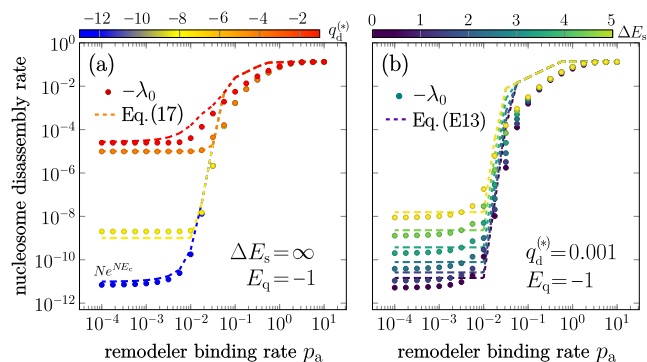 −12 −10 −8 −6 −4 −2 q_d^(*)
0 1 2 3 4 5 ΔE_s
nucleosome disassembly rate
10^0
10^−2
10^−4
10^−6
10^−8
10^−10
10^−12
(a)
−λ_0
Eq. (17)
Ne^{NE_c}
ΔE_s = ∞
E_q = −1
10^−4 10^−3 10^−2 10^−1 10^0 10^1
remodeler binding rate p_a
(b)
−λ_0
Eq. (E13)
q_d^(*) = 0.001
E_q = −1
10^−4 10^−3 10^−2 10^−1 10^0 10^1
remodeler binding rate p_a